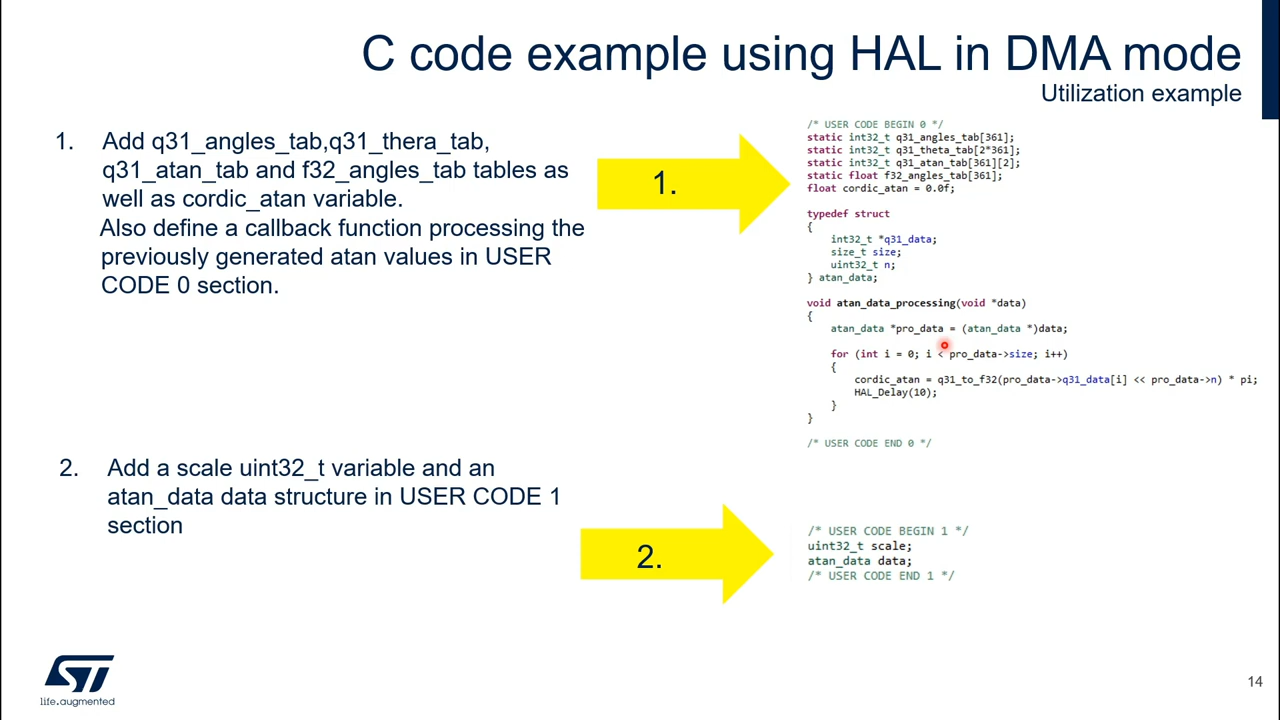 C code example using HAL in DMA mode
Utilization example
1. Add q31_angles_tab,q31_thera_tab,
q31_atan_tab and f32_angles_tab tables as
well as cordic_atan variable.
Also define a callback function processing the
previously generated atan values in USER
CODE 0 section.
1.
/* USER CODE BEGIN 0 */
static int32_t q31_angles_tab[361];
static int32_t q31_theta_tab[2*361];
static int32_t q31_atan_tab[361][2];
static float f32_angles_tab[361];
float cordic_atan = 0.0f;
typedef struct
{
int32_t *q31_data;
size_t size;
uint32_t n;
} atan_data;
void atan_data_processing(void *data)
{
atan_data *pro_data = (atan_data *)data;
for (int i = 0; i < pro_data->size; i++)
{
cordic_atan = q31_to_f32(pro_data->q31_data[i] << pro_data->n) * pi;
HAL_Delay(10);
}
}
/* USER CODE END 0 */
2. Add a scale uint32_t variable and an
atan_data data structure in USER CODE 1
section
2.
/* USER CODE BEGIN 1 */
uint32_t scale;
atan_data data;
/* USER CODE END 1 */
ST
life.augmented
14